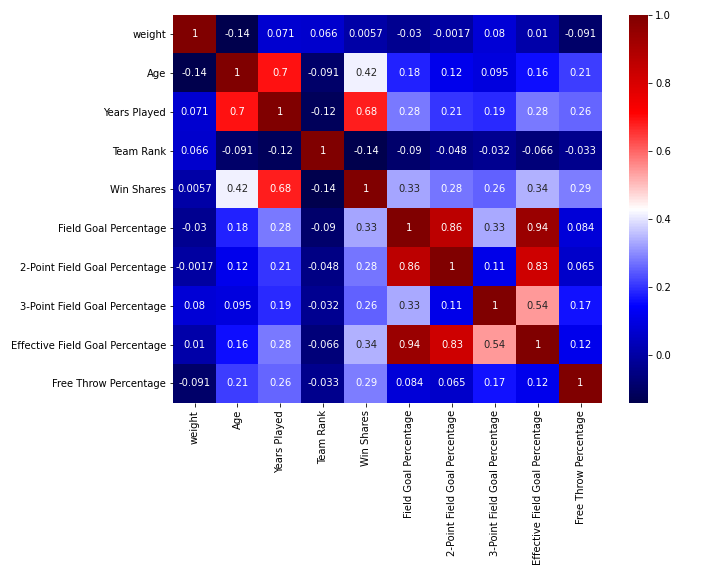 weight 1 -0.14 0.071 0.066 0.0057 -0.03 -0.0017 0.08 0.01 -0.091
Age -0.14 1 0.7 -0.091 0.42 0.18 0.12 0.095 0.16 0.21
Years Played 0.071 0.7 1 -0.12 0.68 0.28 0.21 0.19 0.28 0.26
Team Rank 0.066 -0.091 -0.12 1 -0.14 -0.09 -0.048 -0.032 -0.066 -0.033
Win Shares 0.0057 0.42 0.68 -0.14 1 0.33 0.28 0.26 0.34 0.29
Field Goal Percentage -0.03 0.18 0.28 -0.09 0.33 1 0.86 0.33 0.94 0.084
2-Point Field Goal Percentage -0.0017 0.12 0.21 -0.048 0.28 0.86 1 0.11 0.83 0.065
3-Point Field Goal Percentage 0.08 0.095 0.19 -0.032 0.26 0.33 0.11 1 0.54 0.17
Effective Field Goal Percentage 0.01 0.16 0.28 -0.066 0.34 0.94 0.83 0.54 1 0.12
Free Throw Percentage -0.091 0.21 0.26 -0.033 0.29 0.084 0.065 0.17 0.12 1
weight
Age
Years Played
Team Rank
Win Shares
Field Goal Percentage
2-Point Field Goal Percentage
3-Point Field Goal Percentage
Effective Field Goal Percentage
Free Throw Percentage
1.0
0.8
0.6
0.4
0.2
0.0